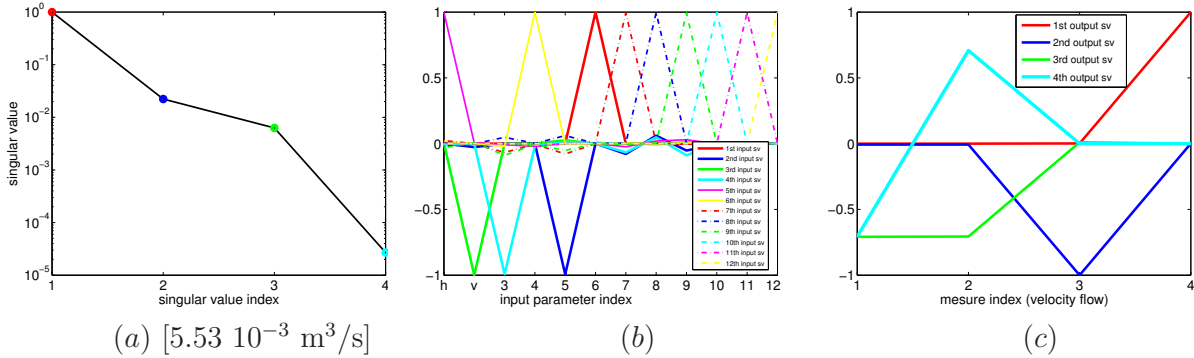 10^0
10^−1
10^−2
10^−3
10^−4
10^−5
singular value
1 2 3 4
singular value index
(a) [5.53 10^−3 m^3/s]
1
0.5
0
−0.5
−1
h v 3 4 5 6 7 8 9 10 11 12
input parameter index
1st input sv
2nd input sv
3rd input sv
4th input sv
5th input sv
6th input sv
7th input sv
8th input sv
9th input sv
10th input sv
11th input sv
12th input sv
(b)
1
0.5
0
−0.5
−1
1 2 3 4
mesure index (velocity flow)
1st output sv
2nd output sv
3rd output sv
4th output sv
(c)